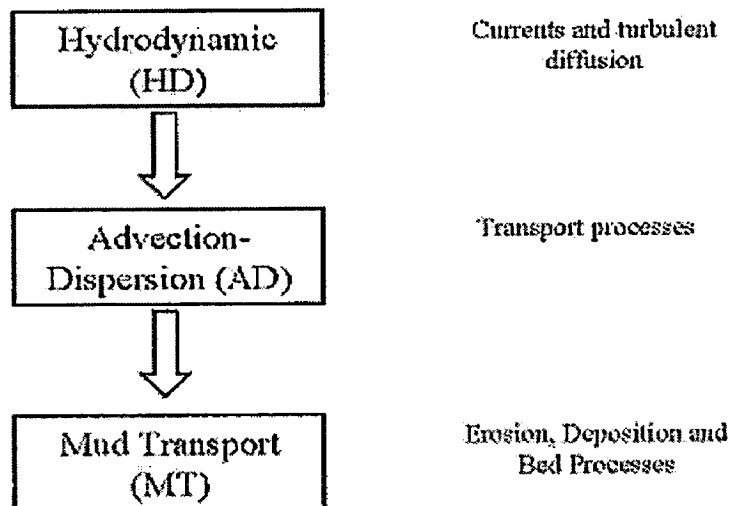 Hydrodynamic
(HD)
Currents and turbulent
diffusion
Advection-
Dispersion (AD)
Transport processes
Mud Transport
(MT)
Erosion, Deposition and
Bed Processes